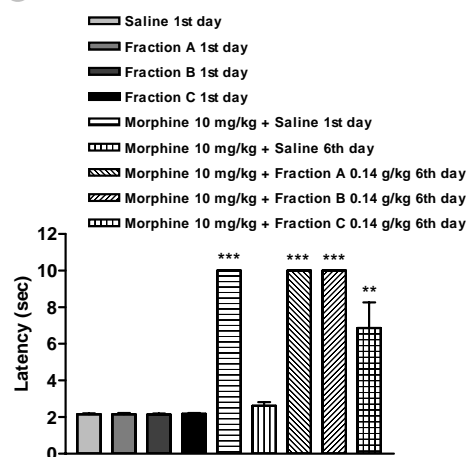 Saline 1st day
Fraction A 1st day
Fraction B 1st day
Fraction C 1st day
Morphine 10 mg/kg + Saline 1st day
Morphine 10 mg/kg + Saline 6th day
Morphine 10 mg/kg + Fraction A 0.14 g/kg 6th day
Morphine 10 mg/kg + Fraction B 0.14 g/kg 6th day
Morphine 10 mg/kg + Fraction C 0.14 g/kg 6th day
12
10
8
6
4
2
0
Latency (sec)
*** *** ***
**